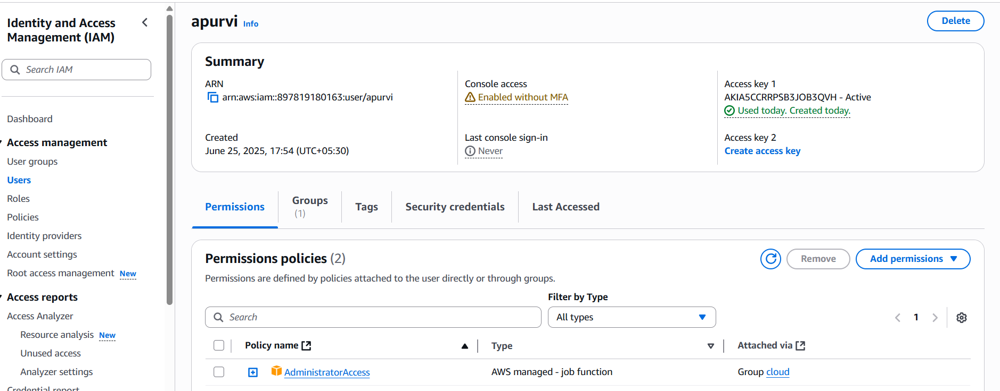 Identity and Access
Management (IAM)
Search IAM
Dashboard
Access management
User groups
Users
Roles
Policies
Identity providers
Account settings
Root access management New
Access reports
Access Analyzer
Resource analysis New
Unused access
Analyzer settings
Credential report
apurvi Info
Delete
Summary
ARN
arn:aws:iam::897819180163:user/apurvi
Created
June 25, 2025, 17:54 (UTC+05:30)
Console access
Enabled without MFA
Last console sign-in
Never
Access key 1
AKIA5CCRRPSB3JOB3QVH - Active
Used today. Created today.
Access key 2
Create access key
Permissions
Groups
(1)
Tags
Security credentials
Last Accessed
Permissions policies (2)
Remove
Add permissions
Permissions are defined by policies attached to the user directly or through groups.
Filter by Type
Search
All types
1
Policy name
Type
Attached via
AdministratorAccess
AWS managed - job function
Group cloud